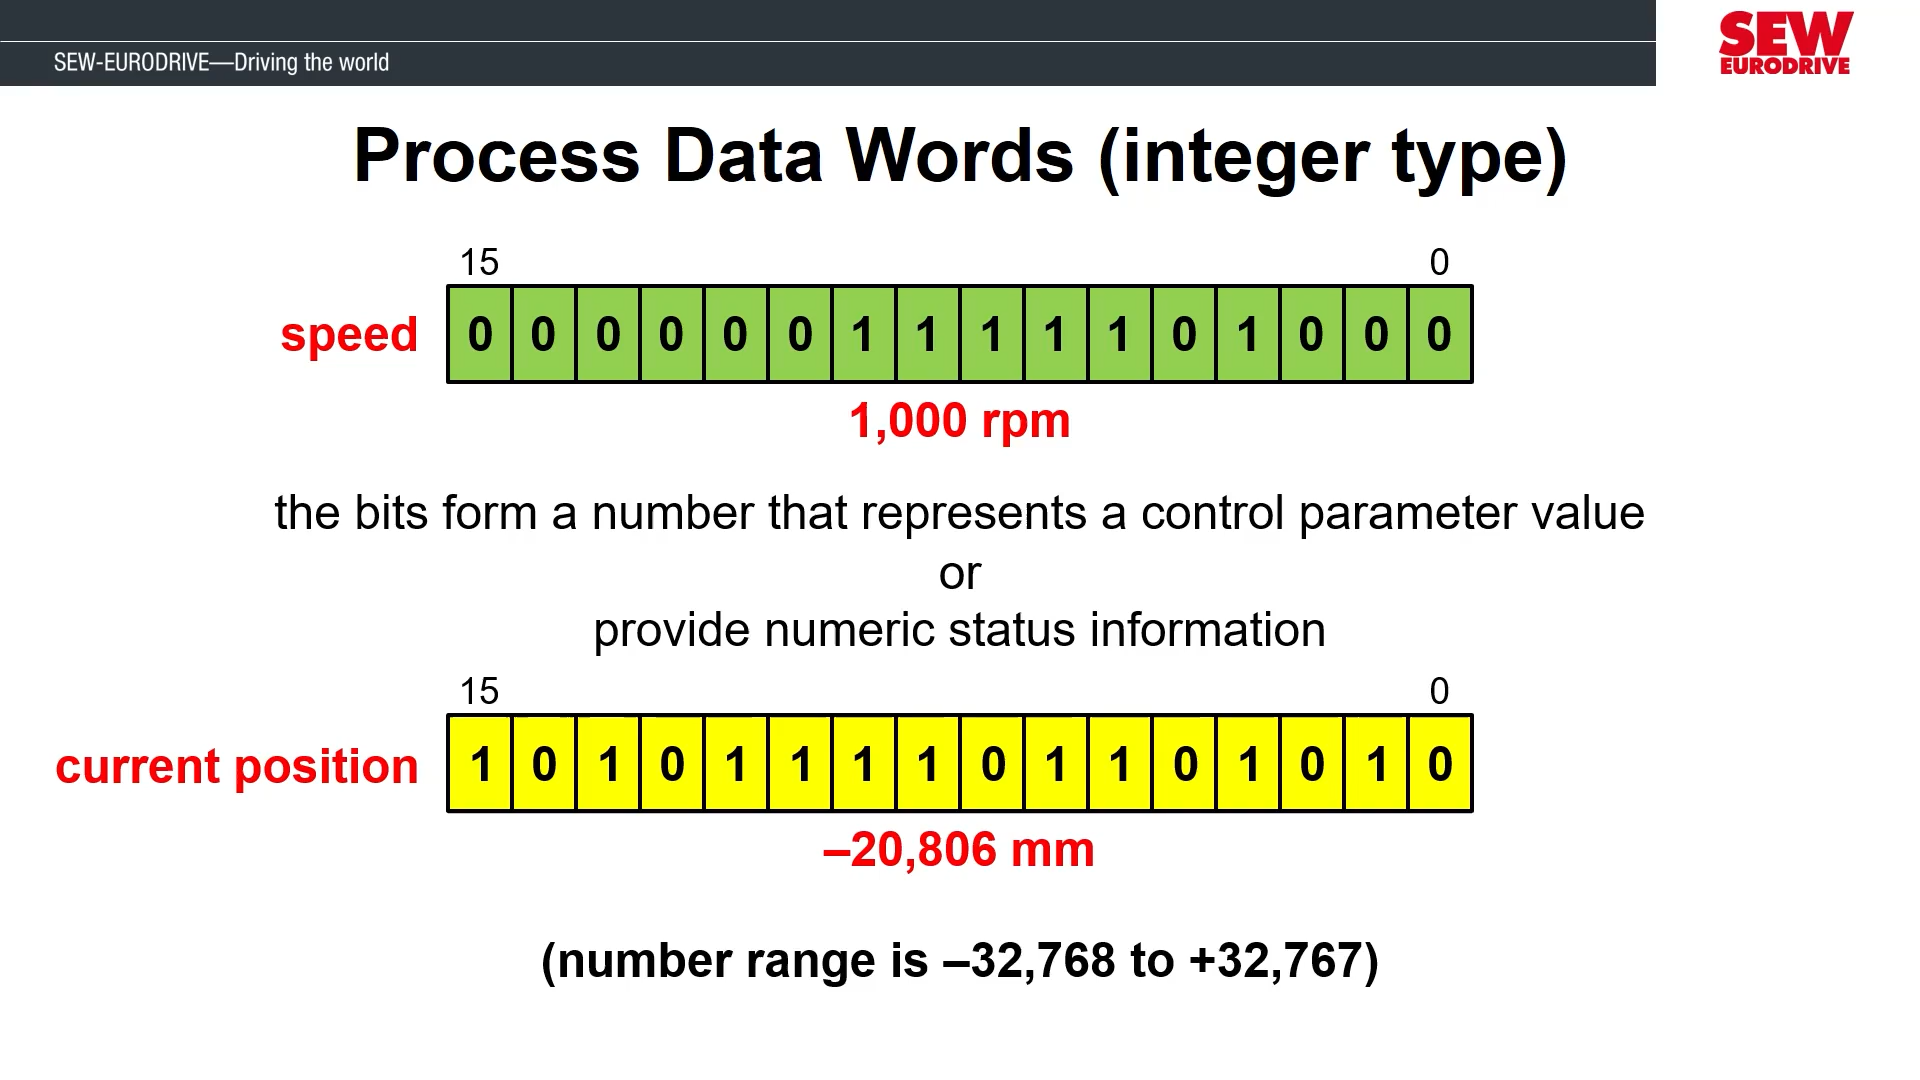 SEW-EURODRIVE—Driving the world
SEW
EURODRIVE
Process Data Words (integer type)
15 0
speed 0 0 0 0 0 0 1 1 1 1 1 0 1 0 0 0
1,000 rpm
the bits form a number that represents a control parameter value
or
provide numeric status information
15 0
current position 1 0 1 0 1 1 1 1 0 1 1 0 1 0 1 0
–20,806 mm
(number range is –32,768 to +32,767)